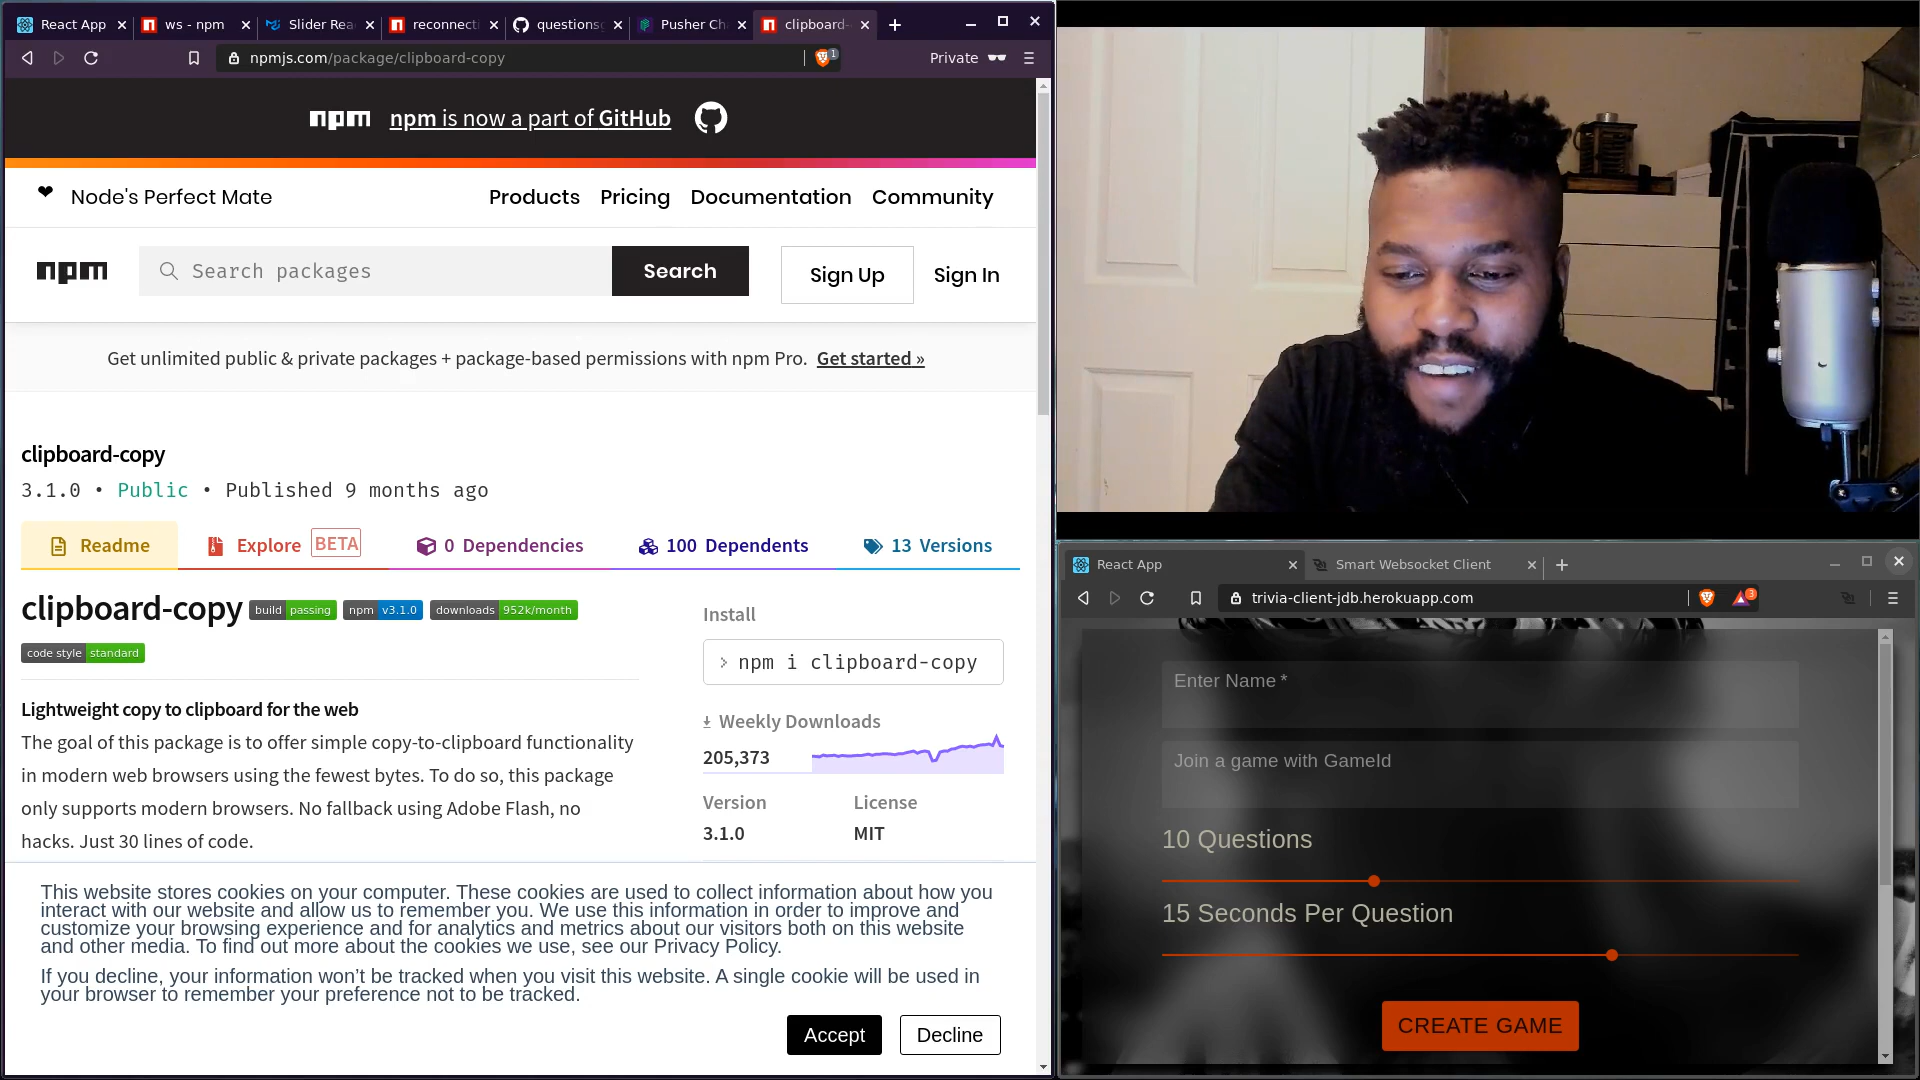 React App
ws - npm
Slider Rea
reconnecti
questions
Pusher Ch
clipboard-
npmjs.com/package/clipboard-copy
1
Private
npm
npm is now a part of GitHub
Node's Perfect Mate
Products
Pricing
Documentation
Community
npm
Search packages
Search
Sign Up
Sign In
Get unlimited public & private packages + package-based permissions with npm Pro. Get started »
clipboard-copy
3.1.0 • Public • Published 9 months ago
Readme
Explore BETA
0 Dependencies
100 Dependents
13 Versions
clipboard-copy
build passing
npm v3.1.0
downloads 952k/month
code style standard
Lightweight copy to clipboard for the web
The goal of this package is to offer simple copy-to-clipboard functionality
in modern web browsers using the fewest bytes. To do so, this package
only supports modern browsers. No fallback using Adobe Flash, no
hacks. Just 30 lines of code.
Install
npm i clipboard-copy
Weekly Downloads
205,373
Version
License
3.1.0
MIT
This website stores cookies on your computer. These cookies are used to collect information about how you
interact with our website and allow us to remember you. We use this information in order to improve and
customize your browsing experience and for analytics and metrics about our visitors both on this website
and other media. To find out more about the cookies we use, see our Privacy Policy.
If you decline, your information won’t be tracked when you visit this website. A single cookie will be used in
your browser to remember your preference not to be tracked.
Accept
Decline
React App
Smart Websocket Client
trivia-client-jdb.herokuapp.com
3
Enter Name *
Join a game with GameId
10 Questions
15 Seconds Per Question
CREATE GAME